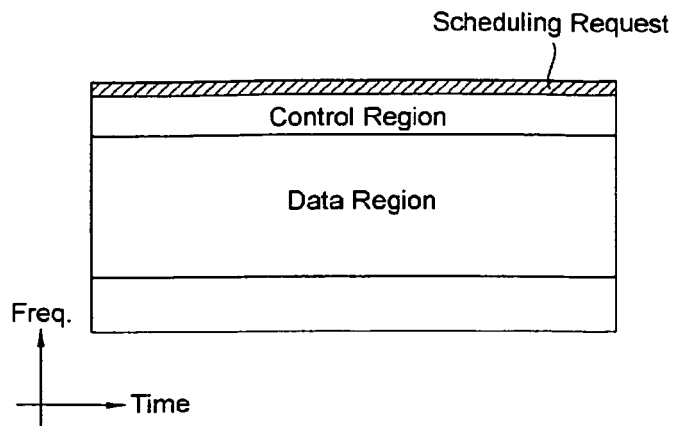 Scheduling Request
Control Region
Data Region
Freq.
Time